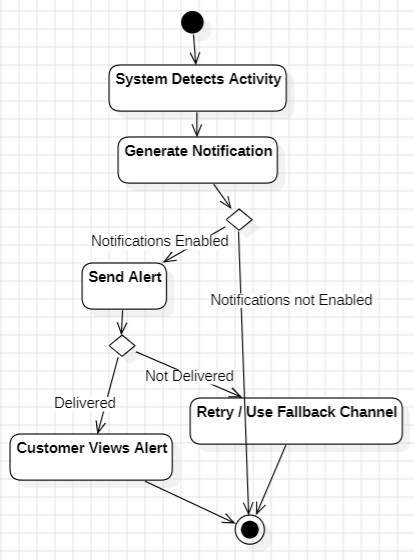 System Detects Activity
Generate Notification
Notifications Enabled
Send Alert
Notifications not Enabled
Not Delivered
Delivered
Retry / Use Fallback Channel
Customer Views Alert